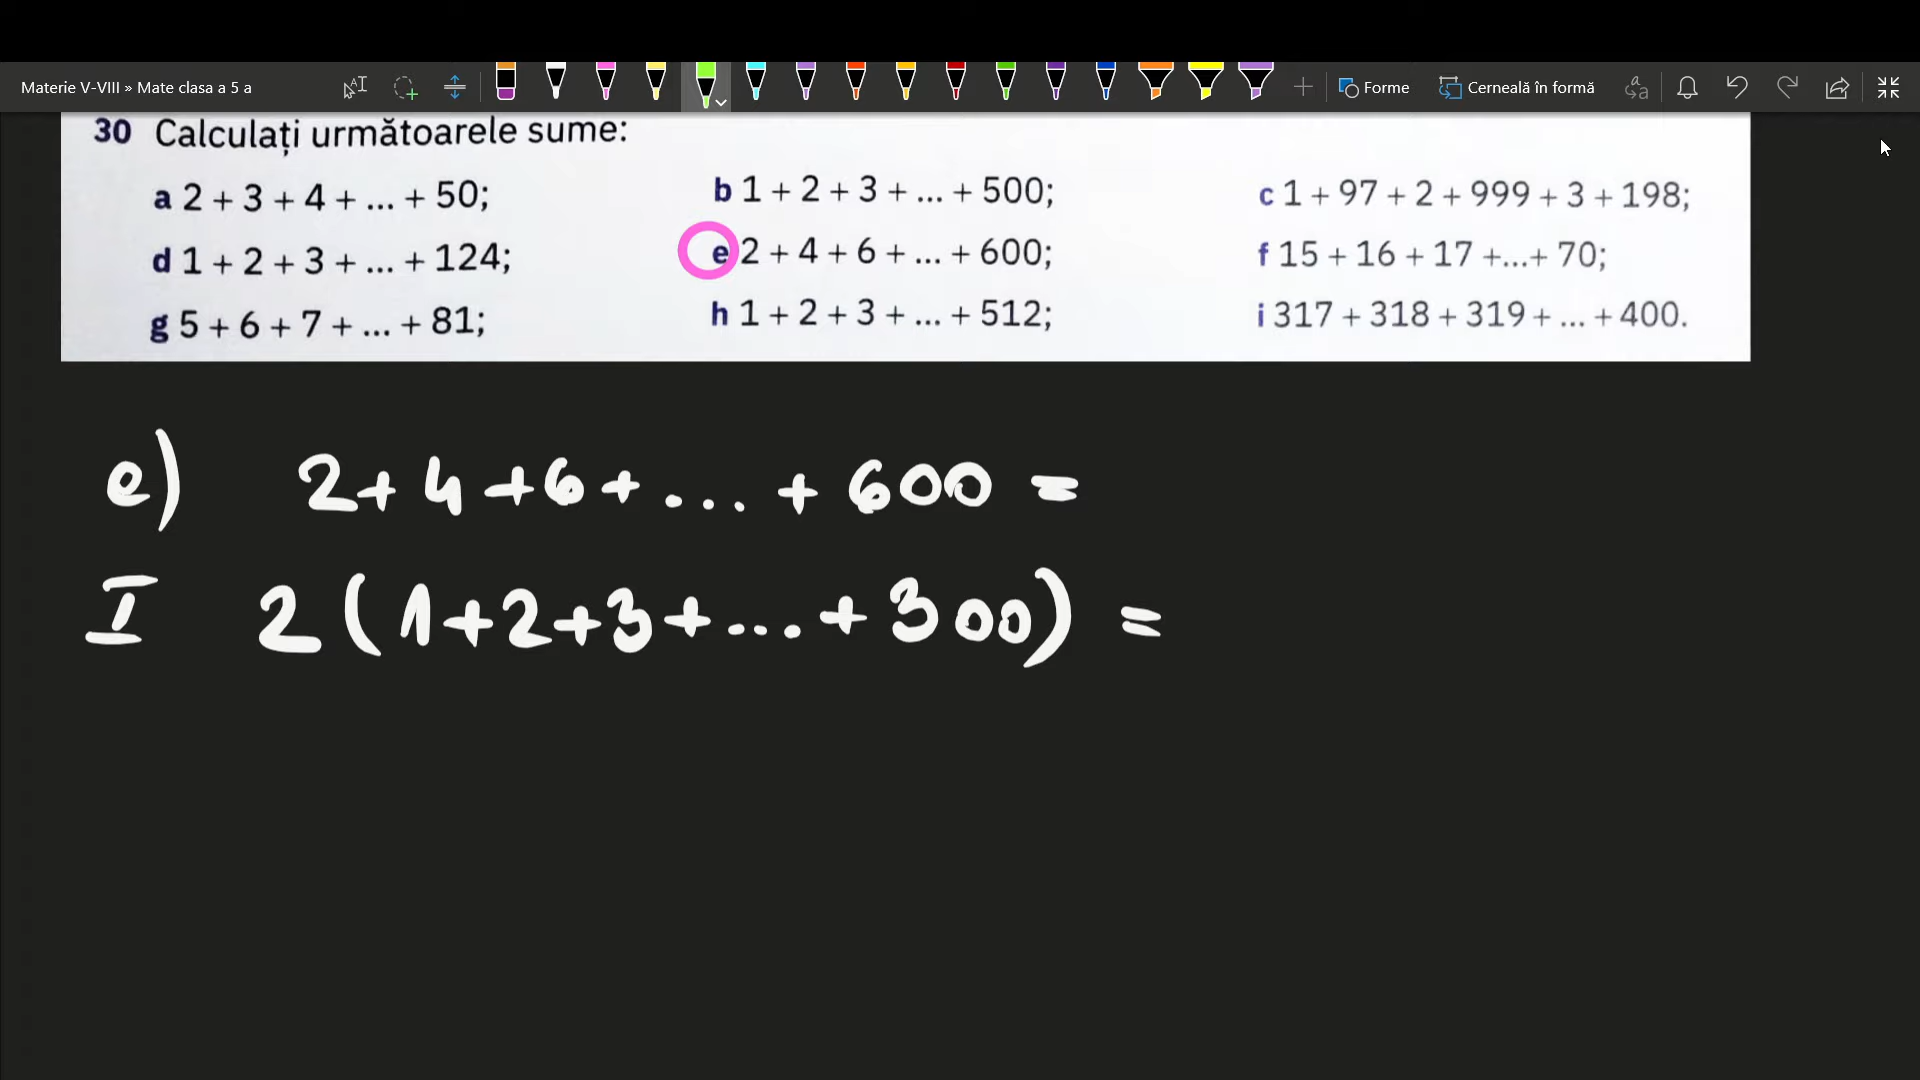 Materie V-VIII » Mate clasa a 5 a
Forme
Cerneală în formă
30 Calculați următoarele sume:
a 2 + 3 + 4 + ... + 50; b 1 + 2 + 3 + ... + 500; c 1 + 97 + 2 + 999 + 3 + 198;
d 1 + 2 + 3 + ... + 124; e 2 + 4 + 6 + ... + 600; f 15 + 16 + 17 +...+ 70;
g 5 + 6 + 7 + ... + 81; h 1 + 2 + 3 + ... + 512; i 317 + 318 + 319 + ... + 400.
e) 2 + 4 + 6 + ... + 600 =
I 2 ( 1 + 2 + 3 + ... + 300 ) =